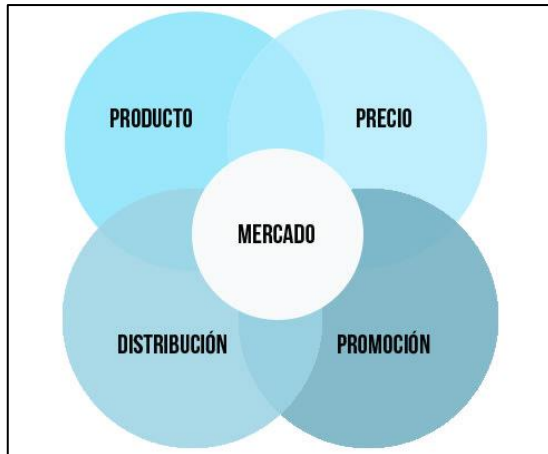 PRODUCTO
PRECIO
MERCADO
DISTRIBUCIÓN
PROMOCIÓN